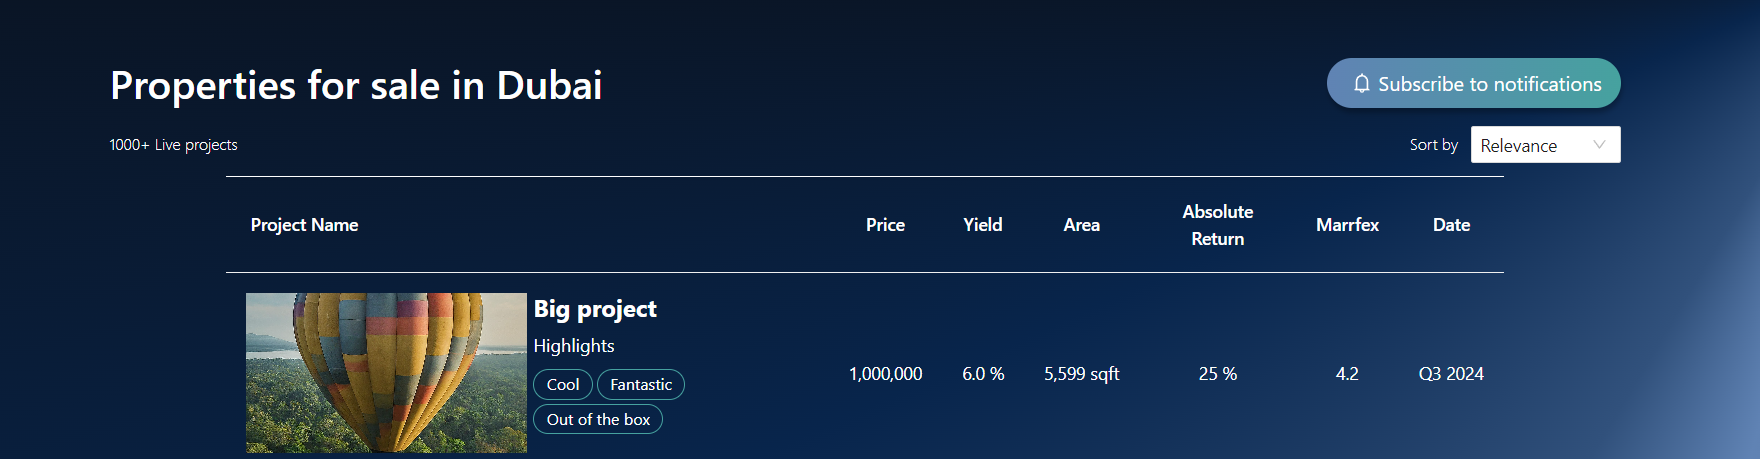 Properties for sale in Dubai
Subscribe to notifications
1000+ Live projects
Sort by Relevance
Project Name Price Yield Area Absolute Return Marrfex Date
Big project
Highlights
Cool Fantastic
Out of the box
1,000,000 6.0 % 5,599 sqft 25 % 4.2 Q3 2024